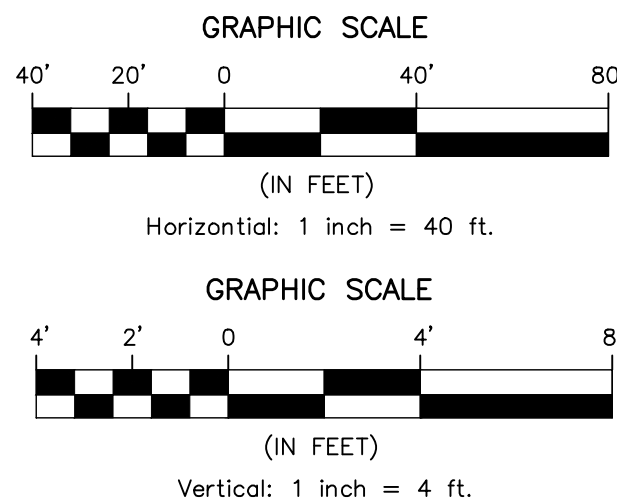 GRAPHIC SCALE
40' 20' 0 40' 80
(IN FEET)
Horizontial: 1 inch = 40 ft.
GRAPHIC SCALE
4' 2' 0 4' 8
(IN FEET)
Vertical: 1 inch = 4 ft.